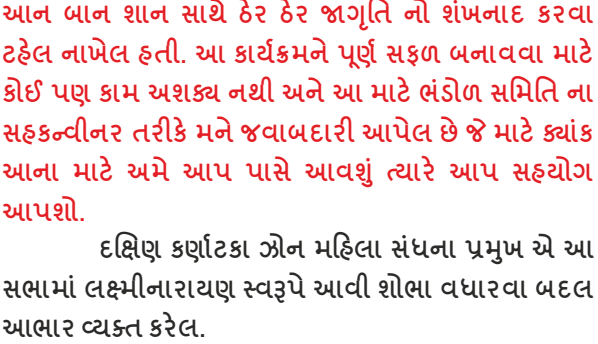 આન બાન શાન સાથે ઠેર ઠેર જાગૃતિ નો શંખનાદ કરવા
ટહેલ નાખેલ હતી. આ કાર્યક્રમને પૂર્ણ સફળ બનાવવા માટે
કોઈ પણ કામ અશક્ય નથી અને આ માટે ભંડોળ સમિતિ ના
સહકન્વીનર તરીકે મને જવાબદારી આપેલ છે જે માટે ક્યાંક
આના માટે અમે આપ પાસે આવશું ત્યારે આપ સહયોગ
આપશો.
દક્ષિણ કર્ણાટકા ઝોન મહિલા સંઘના પ્રમુખ એ આ
સભામાં લક્ષ્મીનારાયણ સ્વરૂપે આવી શોભા વધારવા બદલ
આભાર વ્યક્ત કરેલ.